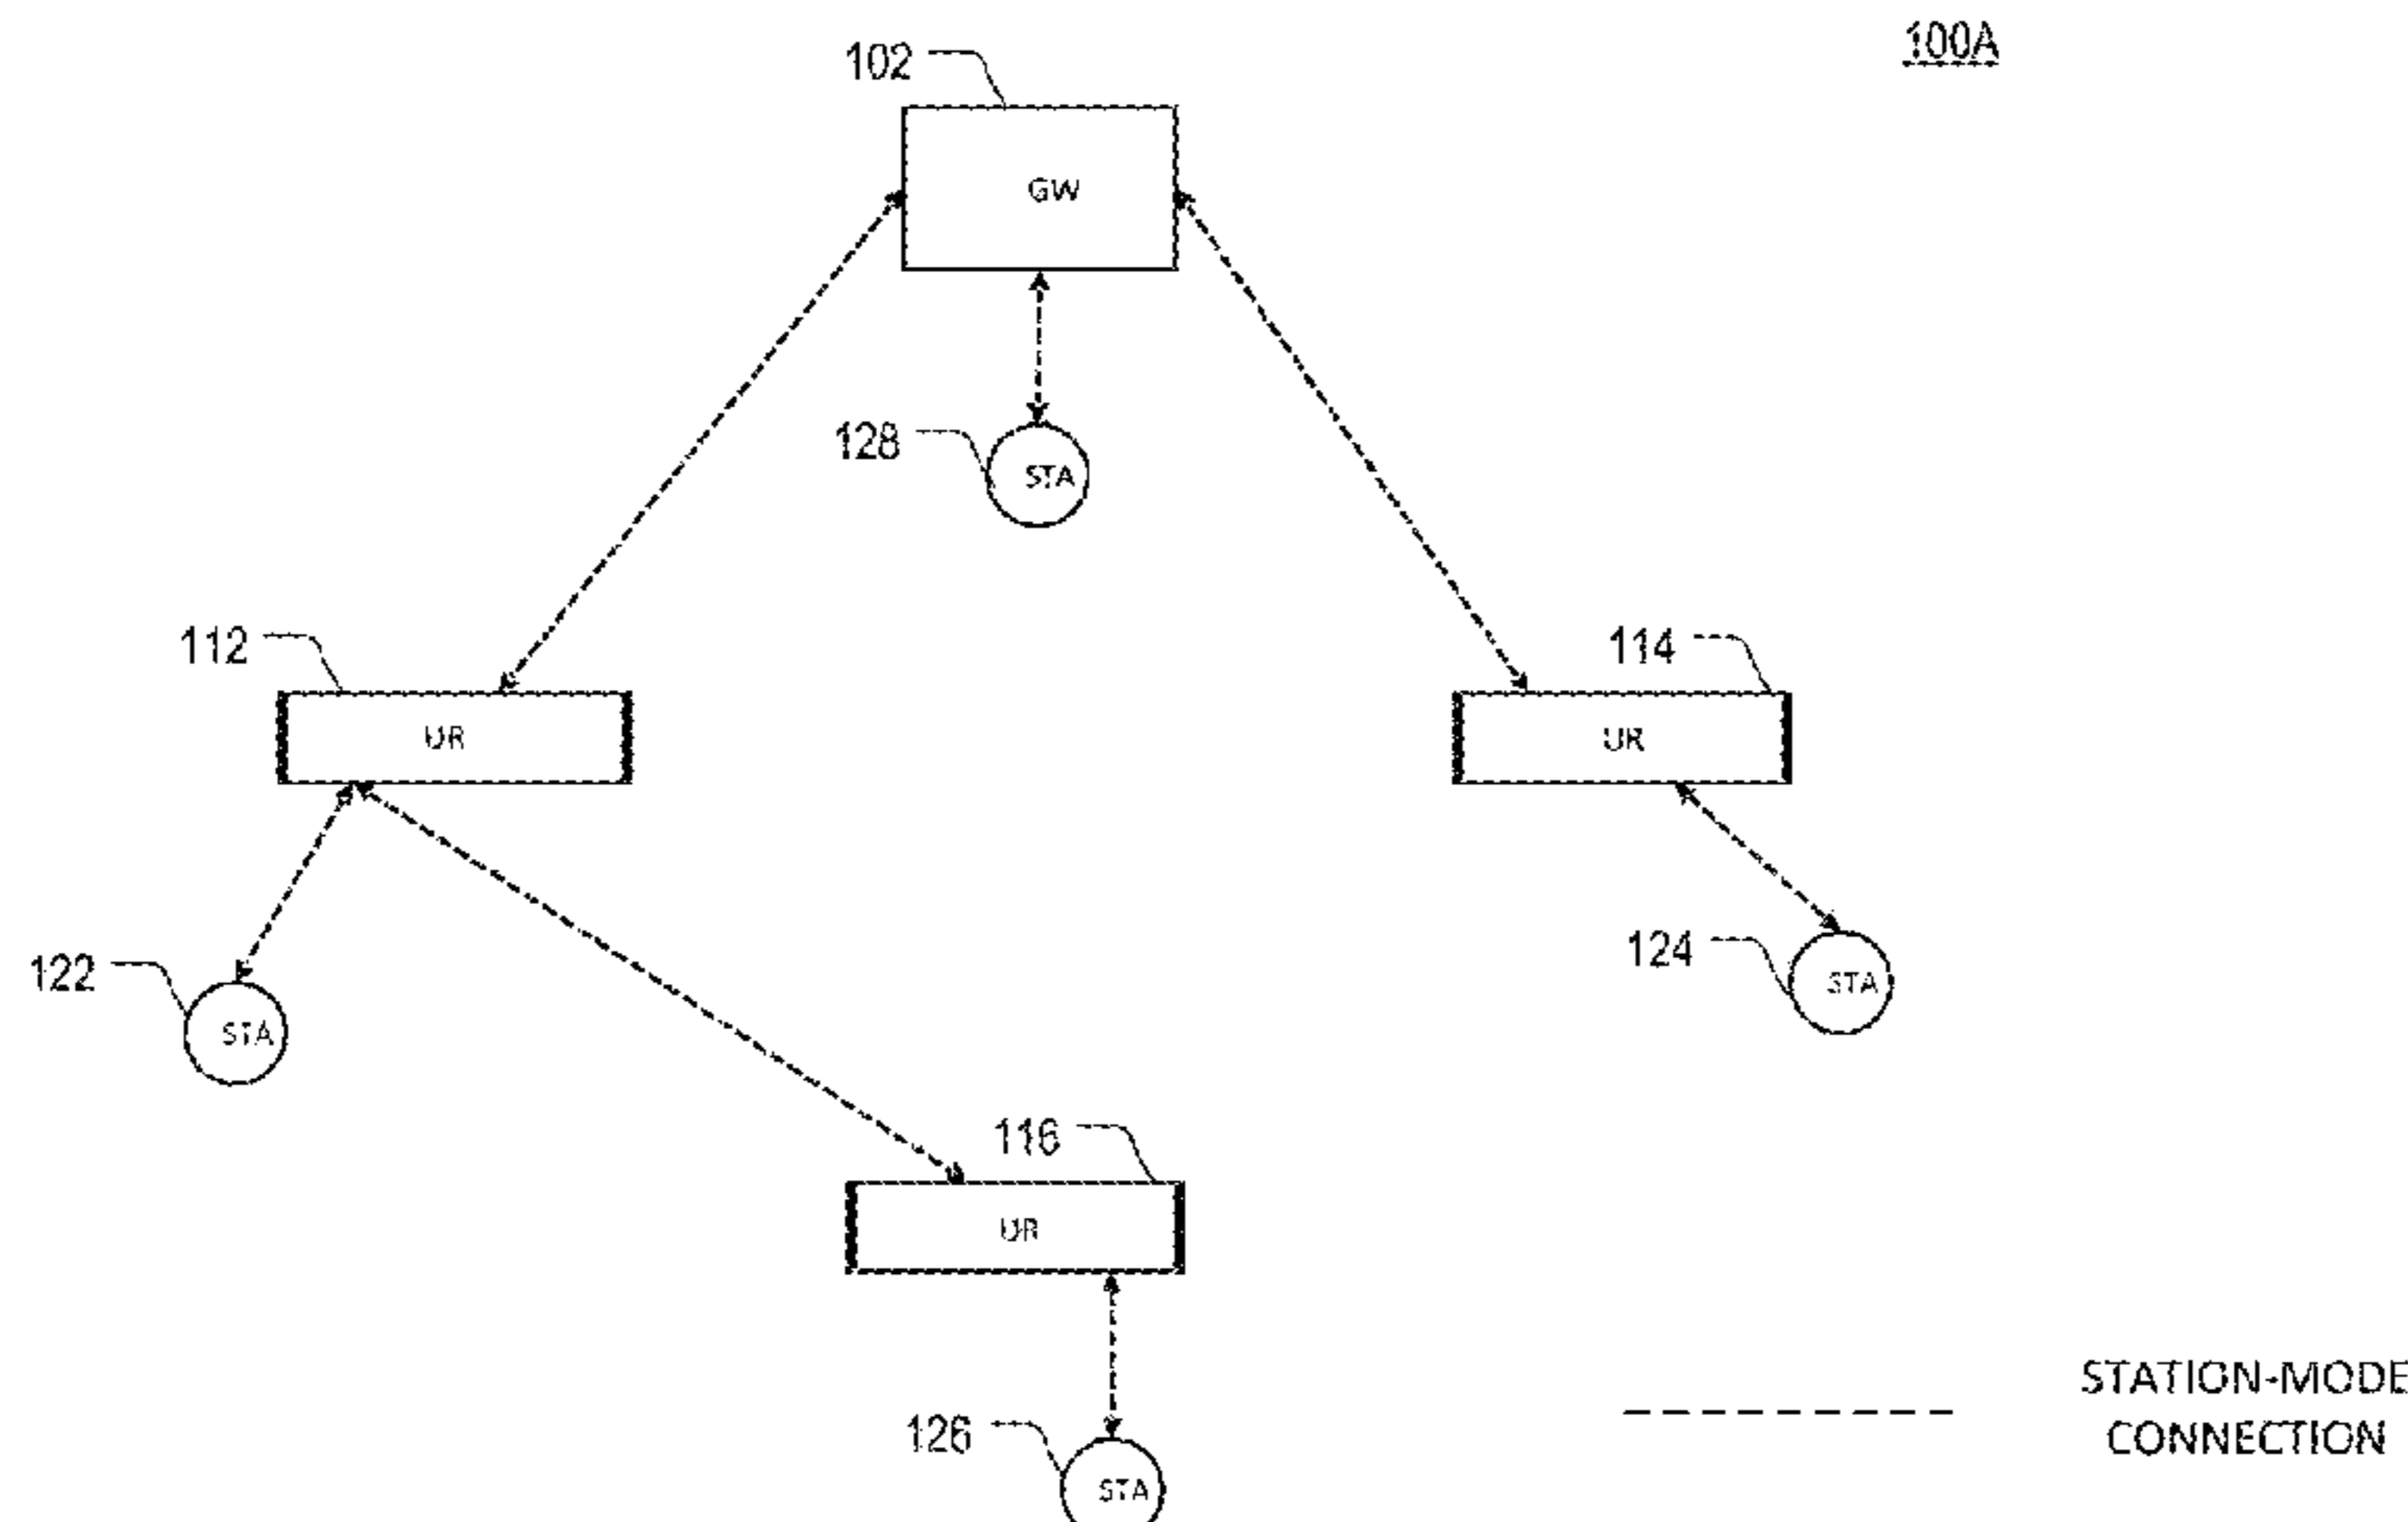 100A
102
GW
128
STA
112
114
UR
UR
122
STA
124
STA
116
UR
126
STA
STATION-MODE
CONNECTION